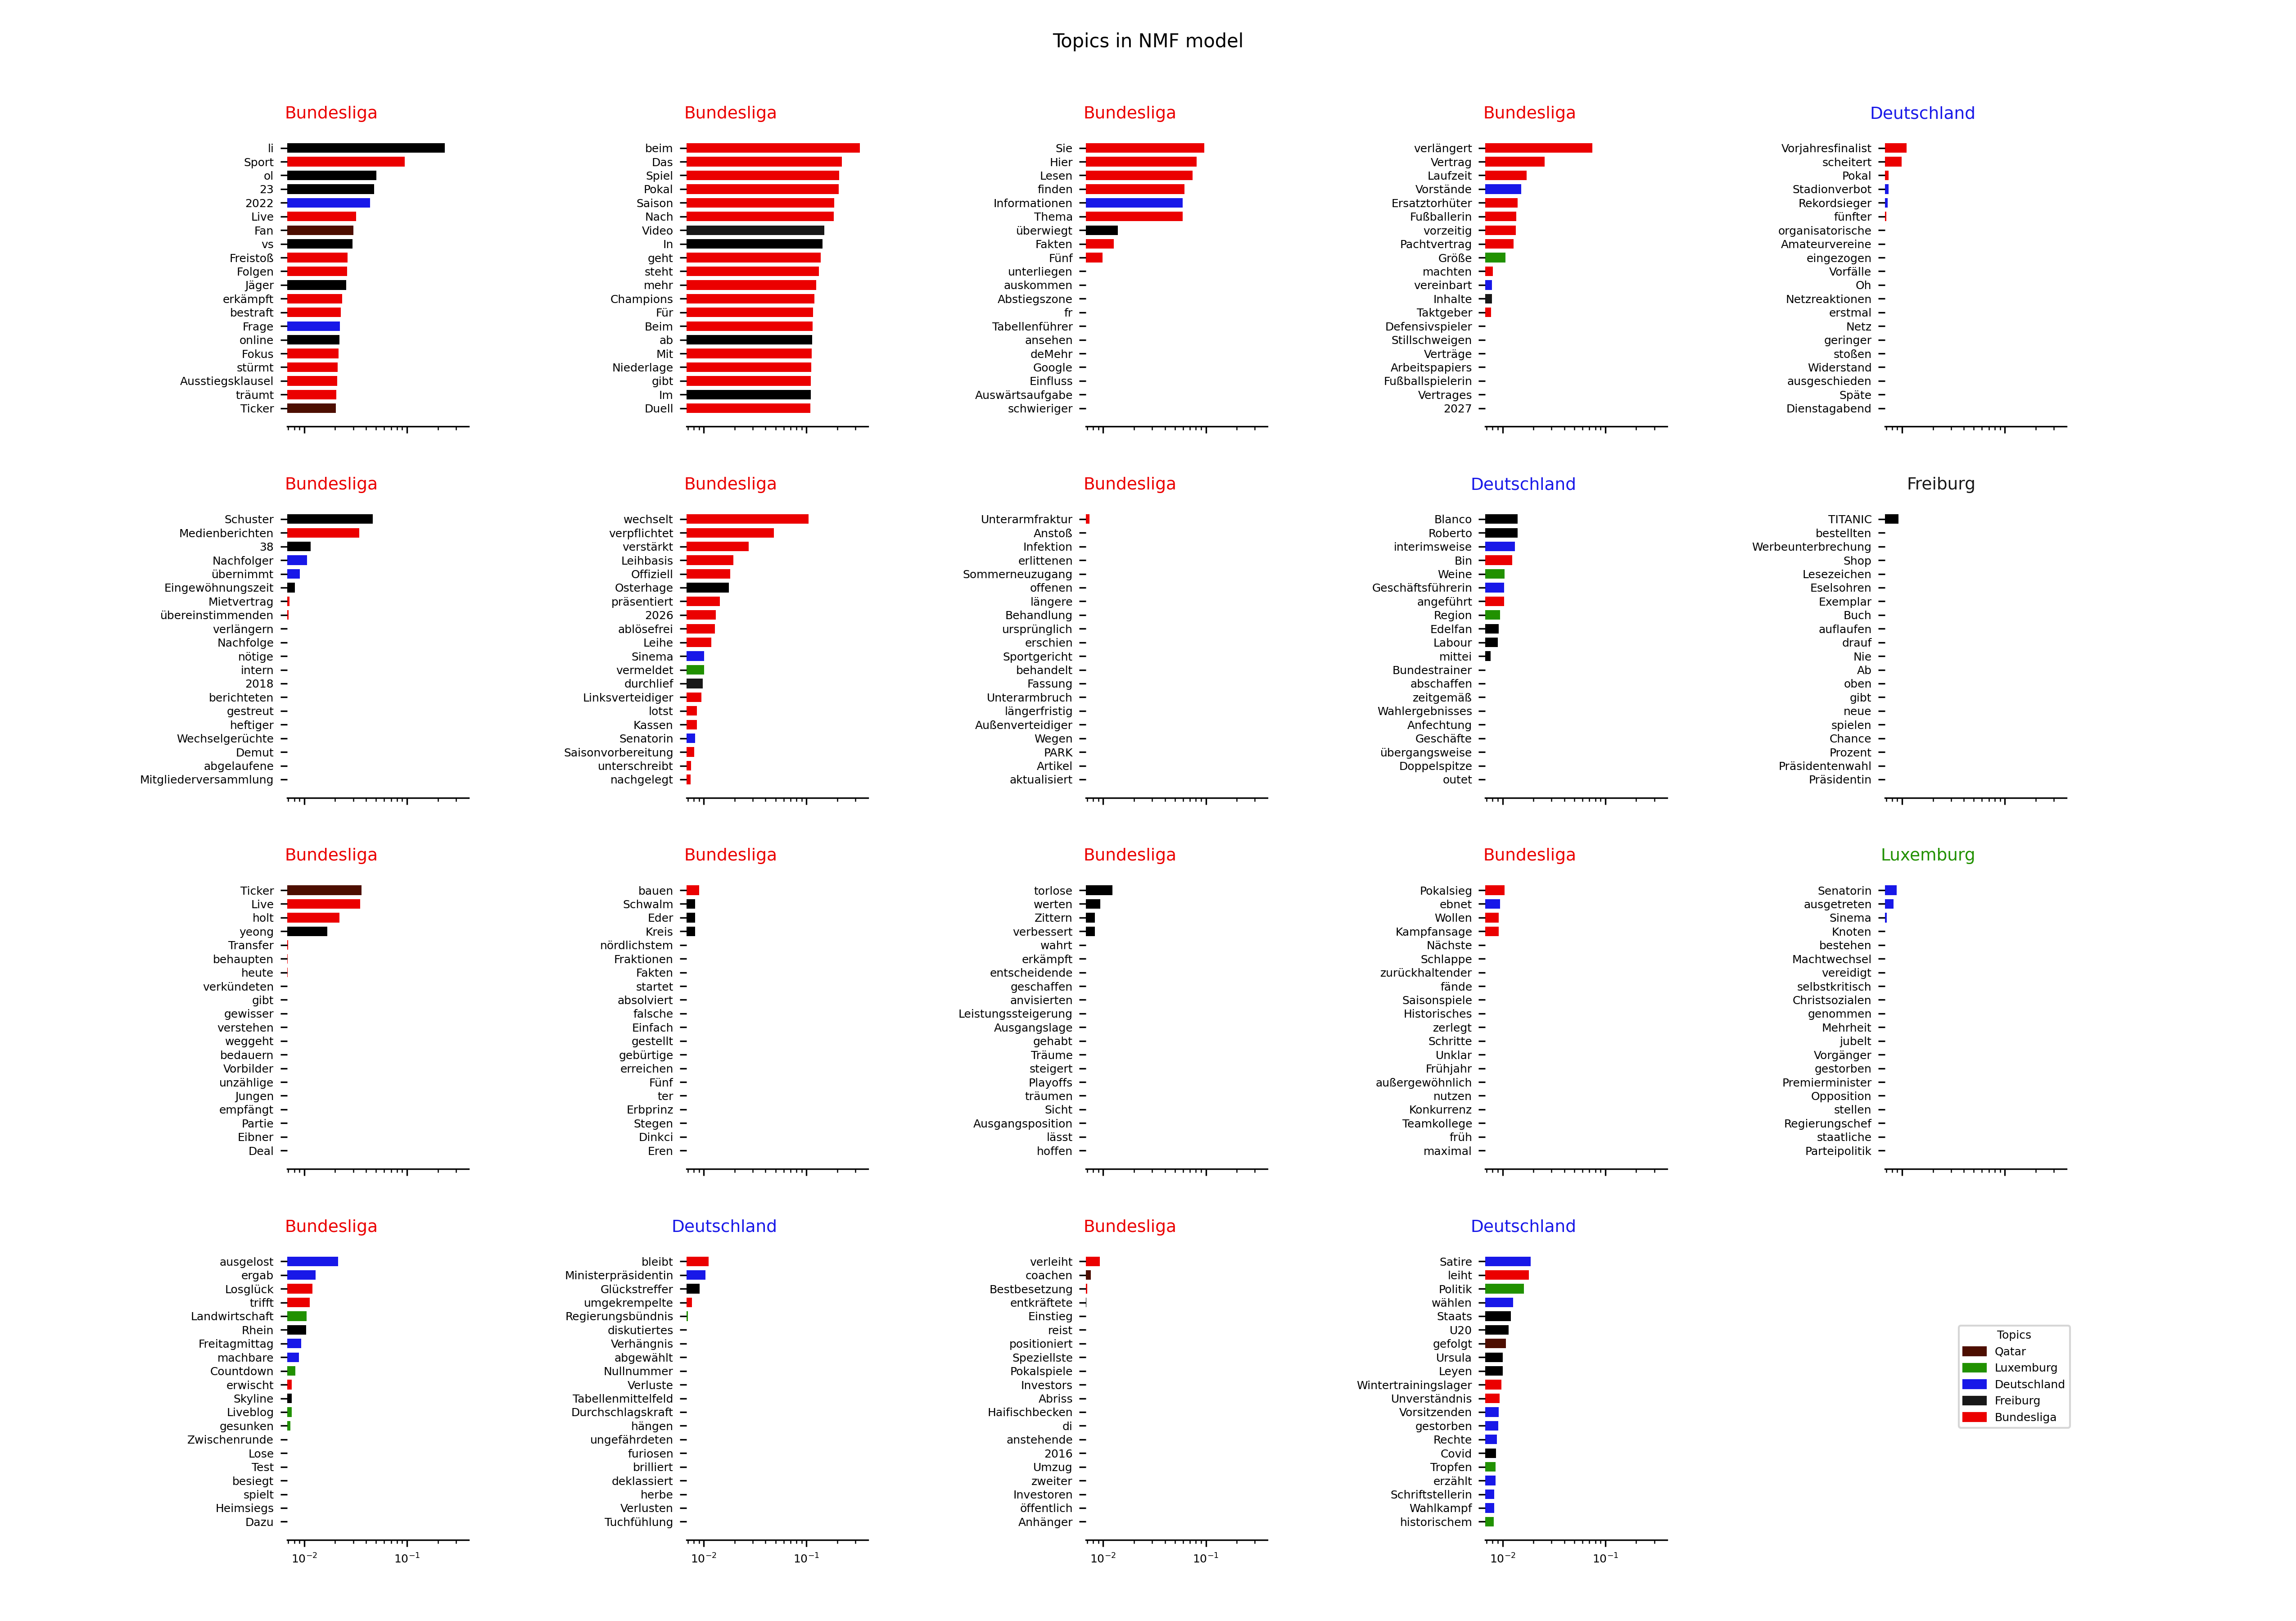 Topics in NMF model
Bundesliga
li
Sport
ol
23
2022
Live
Fan
vs
Freistoß
Folgen
Jäger
erkämpft
bestraft
Frage
online
Fokus
stürmt
Ausstiegsklausel
träumt
Ticker
Bundesliga
beim
Das
Spiel
Pokal
Saison
Nach
Video
In
geht
steht
mehr
Champions
Für
Beim
ab
Mit
Niederlage
gibt
Im
Duell
Bundesliga
Sie
Hier
Lesen
finden
Informationen
Thema
überwiegt
Fakten
Fünf
unterliegen
auskommen
Abstiegszone
fr
Tabellenführer
ansehen
deMehr
Google
Einfluss
Auswärtsaufgabe
schwieriger
Bundesliga
verlängert
Vertrag
Laufzeit
Vorstände
Ersatztorhüter
Fußballerin
vorzeitig
Pachtvertrag
Größe
machten
vereinbart
Inhalte
Taktgeber
Defensivspieler
Stillschweigen
Verträge
Arbeitspapiers
Fußballspielerin
Vertrages
2027
Deutschland
Vorjahresfinalist
scheitert
Pokal
Stadionverbot
Rekordsieger
fünfter
organisatorische
Amateurvereine
eingezogen
Vorfälle
Oh
Netzreaktionen
erstmal
Netz
geringer
stoßen
Widerstand
ausgeschieden
Späte
Dienstagabend
Bundesliga
Schuster
Medienberichten
38
Nachfolger
übernimmt
Eingewöhnungszeit
Mietvertrag
übereinstimmenden
verlängern
Nachfolge
nötige
intern
2018
berichteten
gestreut
heftiger
Wechselgerüchte
Demut
abgelaufene
Mitgliederversammlung
Bundesliga
wechselt
verpflichtet
verstärkt
Leihbasis
Offiziell
Osterhage
präsentiert
2026
ablösefrei
Leihe
Sinema
vermeldet
durchlief
Linksverteidiger
lotst
Kassen
Senatorin
Saisonvorbereitung
unterschreibt
nachgelegt
Bundesliga
Unterarmfraktur
Anstoß
Infektion
erlittenen
Sommerneuzugang
offenen
längere
Behandlung
ursprünglich
erschien
Sportgericht
behandelt
Fassung
Unterarmbruch
längerfristig
Außenverteidiger
Wegen
PARK
Artikel
aktualisiert
Deutschland
Blanco
Roberto
interimsweise
Bin
Weine
Geschäftsführerin
angeführt
Region
Edelfan
Labour
mittei
Bundestrainer
abschaffen
zeitgemäß
Wahlergebnisses
Anfechtung
Geschäfte
übergangsweise
Doppelspitze
outet
Freiburg
TITANIC
bestellten
Werbeunterbrechung
Shop
Lesezeichen
Eselsohren
Exemplar
Buch
auflaufen
drauf
Nie
Ab
oben
gibt
neue
spielen
Chance
Prozent
Präsidentenwahl
Präsidentin
Bundesliga
Ticker
Live
holt
yeong
Transfer
behaupten
heute
verkündeten
gibt
gewisser
verstehen
weggeht
bedauern
Vorbilder
unzählige
Jungen
empfängt
Partie
Eibner
Deal
Bundesliga
bauen
Schwalm
Eder
Kreis
nördlichstem
Fraktionen
Fakten
startet
absolviert
falsche
Einfach
gestellt
gebürtige
erreichen
Fünf
ter
Erbprinz
Stegen
Dinkci
Eren
Bundesliga
torlose
werten
Zittern
verbessert
wahrt
erkämpft
entscheidende
geschaffen
anvisierten
Leistungssteigerung
Ausgangslage
gehabt
Träume
steigert
Playoffs
träumen
Sicht
Ausgangsposition
lässt
hoffen
Bundesliga
Pokalsieg
ebnet
Wollen
Kampfansage
Nächste
Schlappe
zurückhaltender
fände
Saisonspiele
Historisches
zerlegt
Schritte
Unklar
Frühjahr
außergewöhnlich
nutzen
Konkurrenz
Teamkollege
früh
maximal
Luxemburg
Senatorin
ausgetreten
Sinema
Knoten
bestehen
Machtwechsel
vereidigt
selbstkritisch
Christsozialen
genommen
Mehrheit
jubelt
Vorgänger
gestorben
Premierminister
Opposition
stellen
Regierungschef
staatliche
Parteipolitik
Bundesliga
ausgelost
ergab
Losglück
trifft
Landwirtschaft
Rhein
Freitagmittag
machbare
Countdown
erwischt
Skyline
Liveblog
gesunken
Zwischenrunde
Lose
Test
besiegt
spielt
Heimsiegs
Dazu
10⁻² 10⁻¹
Deutschland
bleibt
Ministerpräsidentin
Glückstreffer
umgekrempelte
Regierungsbündnis
diskutiertes
Verhängnis
abgewählt
Nullnummer
Verluste
Tabellenmittelfeld
Durchschlagskraft
hängen
ungefährdeten
furiosen
brilliert
deklassiert
herbe
Verlusten
Tuchfühlung
10⁻² 10⁻¹
Bundesliga
verleiht
coachen
Bestbesetzung
entkräftete
Einstieg
reist
positioniert
Speziellste
Pokalspiele
Investors
Abriss
Haifischbecken
di
anstehende
2016
Umzug
zweiter
Investoren
öffentlich
Anhänger
10⁻² 10⁻¹
Deutschland
Satire
leiht
Politik
wählen
Staats
U20
gefolgt
Ursula
Leyen
Wintertrainingslager
Unverständnis
Vorsitzenden
gestorben
Rechte
Covid
Tropfen
erzählt
Schriftstellerin
Wahlkampf
historischem
10⁻² 10⁻¹
Topics
Qatar
Luxemburg
Deutschland
Freiburg
Bundesliga